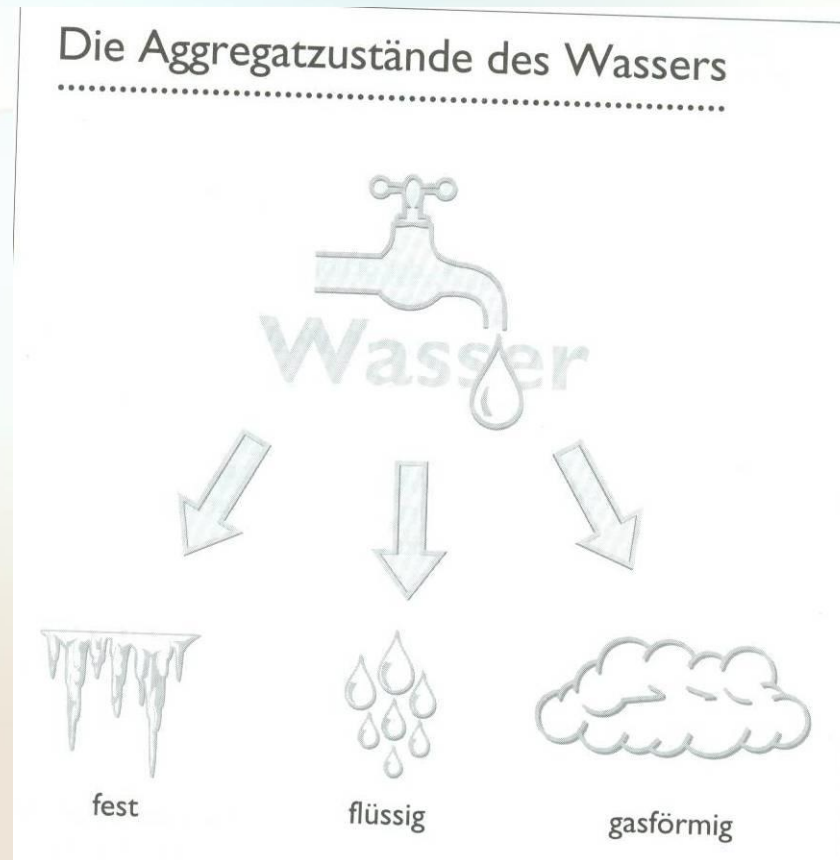 Die Aggregatzustände des Wassers
Wasser
fest
flüssig
gasförmig